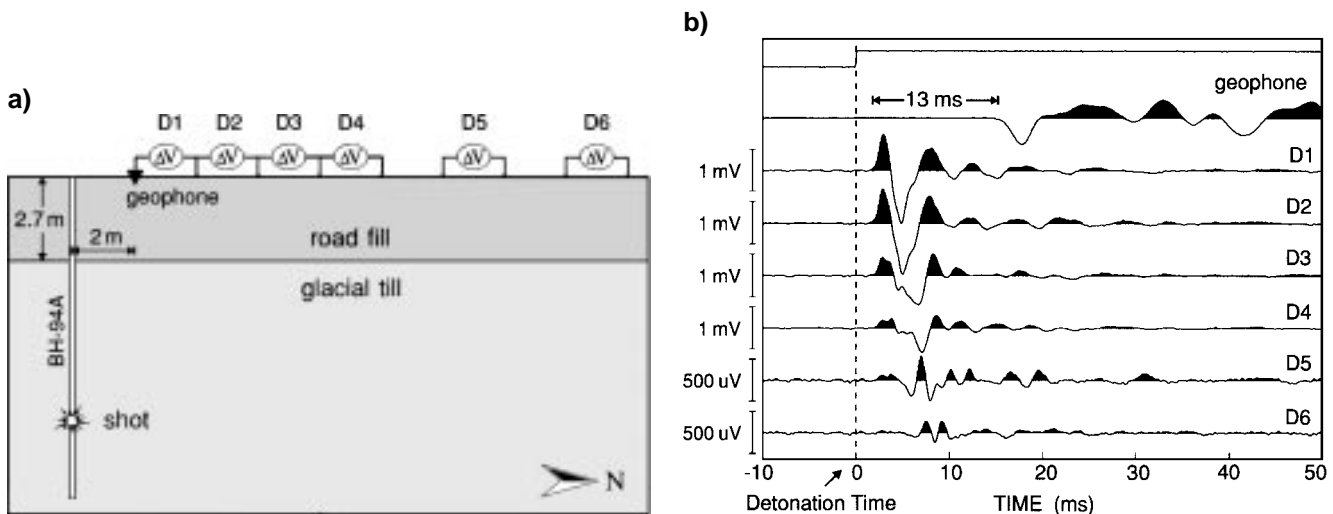 a)
D1 D2 D3 D4 D5 D6
ΔV ΔV ΔV ΔV ΔV ΔV
geophone
2.7 m
2 m
road fill
glacial till
BH-94A
shot
N
b)
geophone
13 ms
D1
1 mV
D2
1 mV
D3
1 mV
D4
1 mV
D5
500 uV
D6
500 uV
-10 0 10 20 30 40 50
Detonation Time TIME (ms)